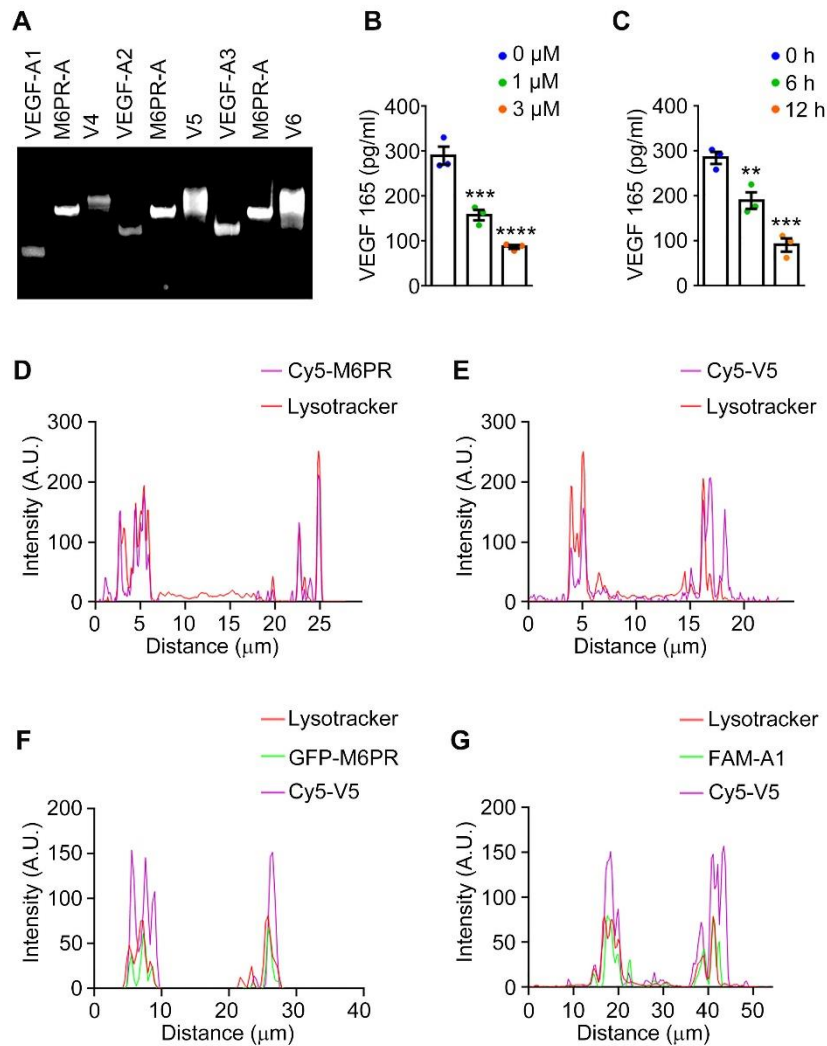 A
VEGF-A1
M6PR-A
V4
VEGF-A2
M6PR-A
V5
VEGF-A3
M6PR-A
V6
B
0 µM
1 µM
3 µM
VEGF 165 (pg/ml)
400
300
200
100
0
***
****
C
0 h
6 h
12 h
VEGF 165 (pg/ml)
400
300
200
100
0
**
***
D
Cy5-M6PR
Lysotracker
Intensity (A.U.)
300
200
100
0
0 5 10 15 20 25
Distance (µm)
E
Cy5-V5
Lysotracker
Intensity (A.U.)
300
200
100
0
0 5 10 15 20
Distance (µm)
F
Lysotracker
GFP-M6PR
Cy5-V5
Intensity (A.U.)
200
150
100
50
0
0 10 20 30 40
Distance (µm)
G
Lysotracker
FAM-A1
Cy5-V5
Intensity (A.U.)
200
150
100
50
0
0 10 20 30 40 50
Distance (µm)